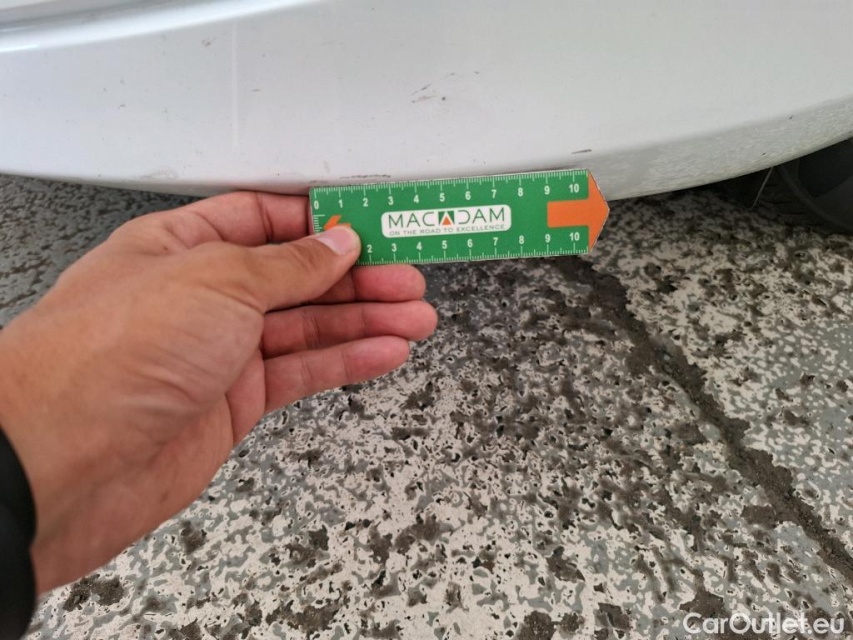 0 1 2 3 4 5 6 7 8 9 10
MACADAM
ON THE ROAD TO EXCELLENCE
2 3 4 5 6 7 8 9 10
CarOutlet.eu